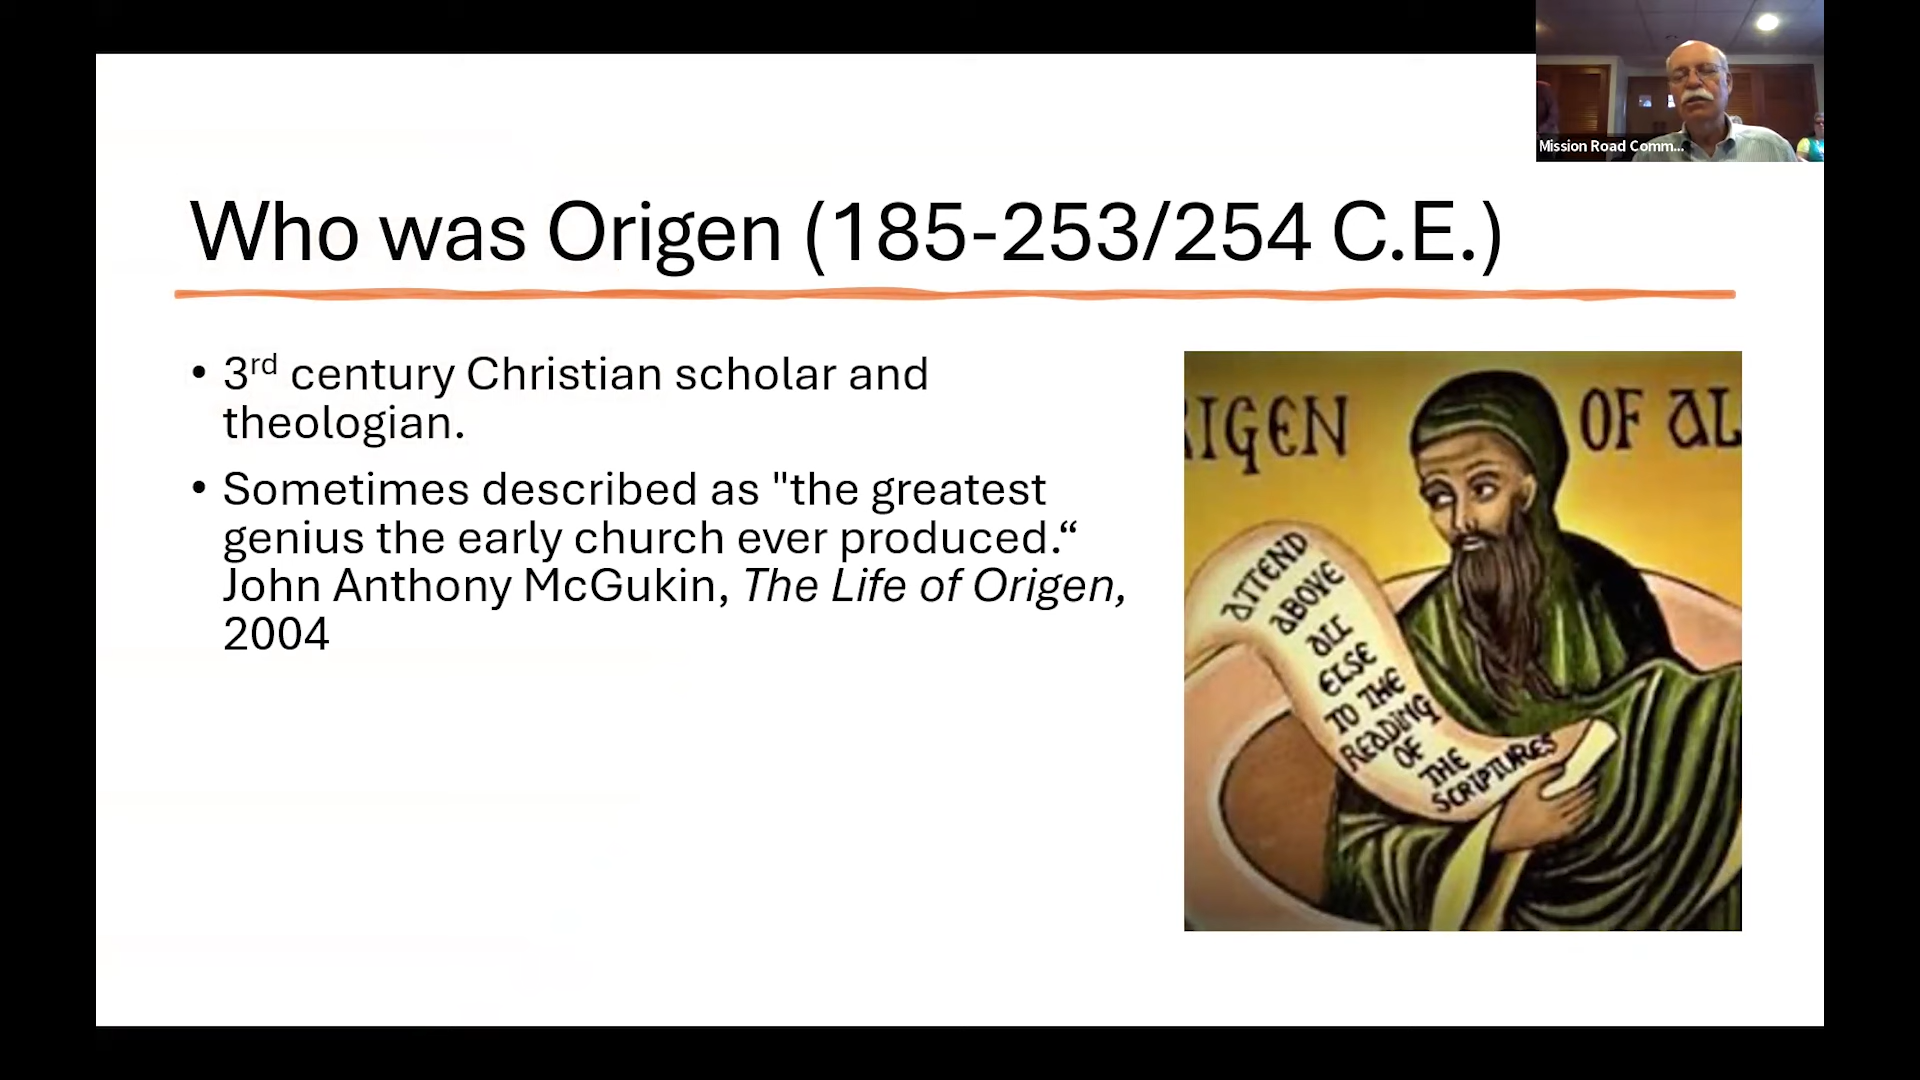 Mission Road Comm...
Who was Origen (185-253/254 C.E.)
• 3rd century Christian scholar and
theologian.
• Sometimes described as "the greatest
genius the early church ever produced.“
John Anthony McGukin, The Life of Origen,
2004
RIGEN OF AL
ATTEND
ABOVE
ALL
ELSE
TO THE
READING
OF
THE
SCRIPTURES